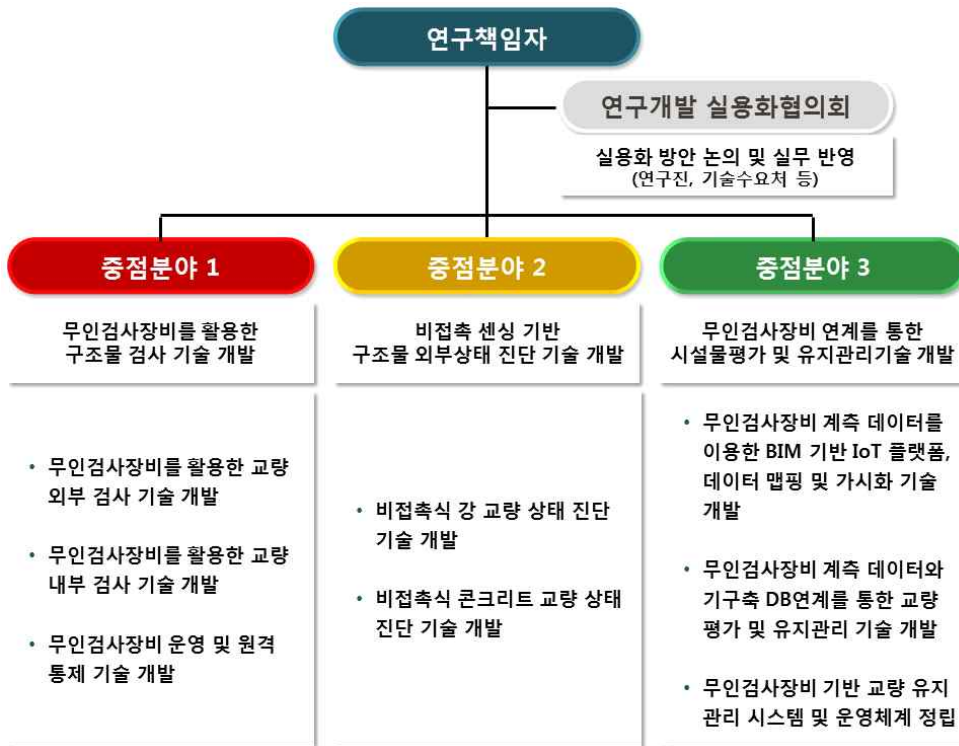 연구책임자
연구개발 실용화협의회
실용화 방안 논의 및 실무 반영
(연구진, 기술수요처 등)
중점분야 1
무인검사장비를 활용한
구조물 검사 기술 개발
• 무인검사장비를 활용한 교량
외부 검사 기술 개발
• 무인검사장비를 활용한 교량
내부 검사 기술 개발
• 무인검사장비 운영 및 원격
통제 기술 개발
중점분야 2
비접촉 센싱 기반
구조물 외부상태 진단 기술 개발
• 비접촉식 강 교량 상태 진단
기술 개발
• 비접촉식 콘크리트 교량 상태
진단 기술 개발
중점분야 3
무인검사장비 연계를 통한
시설물평가 및 유지관리기술 개발
• 무인검사장비 계측 데이터를
이용한 BIM 기반 IoT 플랫폼,
데이터 맵핑 및 가시화 기술
개발
• 무인검사장비 계측 데이터와
기구축 DB연계를 통한 교량
평가 및 유지관리 기술 개발
• 무인검사장비 기반 교량 유지
관리 시스템 및 운영체계 정립